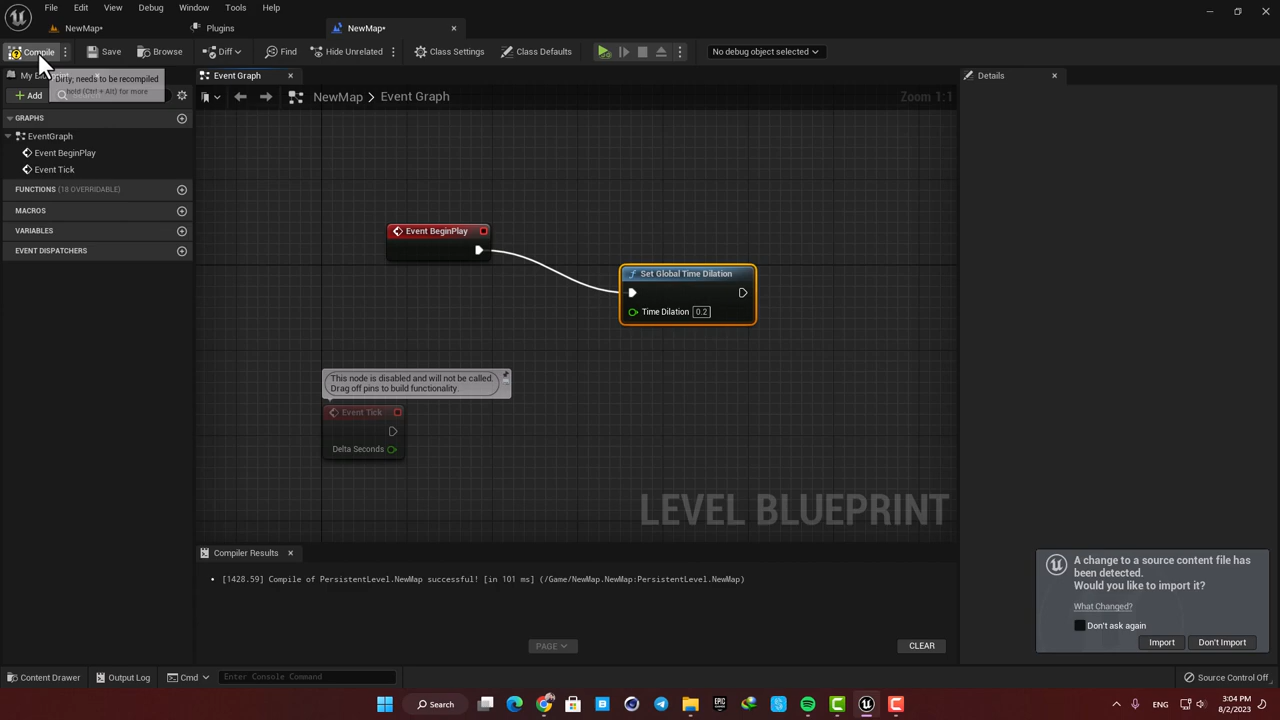 File Edit View Debug Window Tools Help
NewMap*
Plugins
NewMap*
Compile
Save
Browse
Diff
Find
Hide Unrelated
Class Settings
Class Defaults
No debug object selected
Dirty; needs to be recompiled
hold (Ctrl + Alt) for more
Add
Event Graph
Details
NewMap > Event Graph
Zoom 1:1
GRAPHS
EventGraph
Event BeginPlay
Event Tick
FUNCTIONS (18 OVERRIDABLE)
MACROS
VARIABLES
EVENT DISPATCHERS
Event BeginPlay
Set Global Time Dilation
Time Dilation 0.2
This node is disabled and will not be called.
Drag off pins to build functionality.
Event Tick
Delta Seconds
LEVEL BLUEPRINT
Compiler Results
[1428.59] Compile of PersistentLevel.NewMap successful! [in 101 ms] (/Game/NewMap.NewMap:PersistentLevel.NewMap)
PAGE
CLEAR
A change to a source content file has
been detected.
Would you like to import it?
What Changed?
Don't ask again
Import
Don't Import
Content Drawer
Output Log
Cmd
Enter Console Command
Source Control Off
Search
3:04 PM
8/2/2023